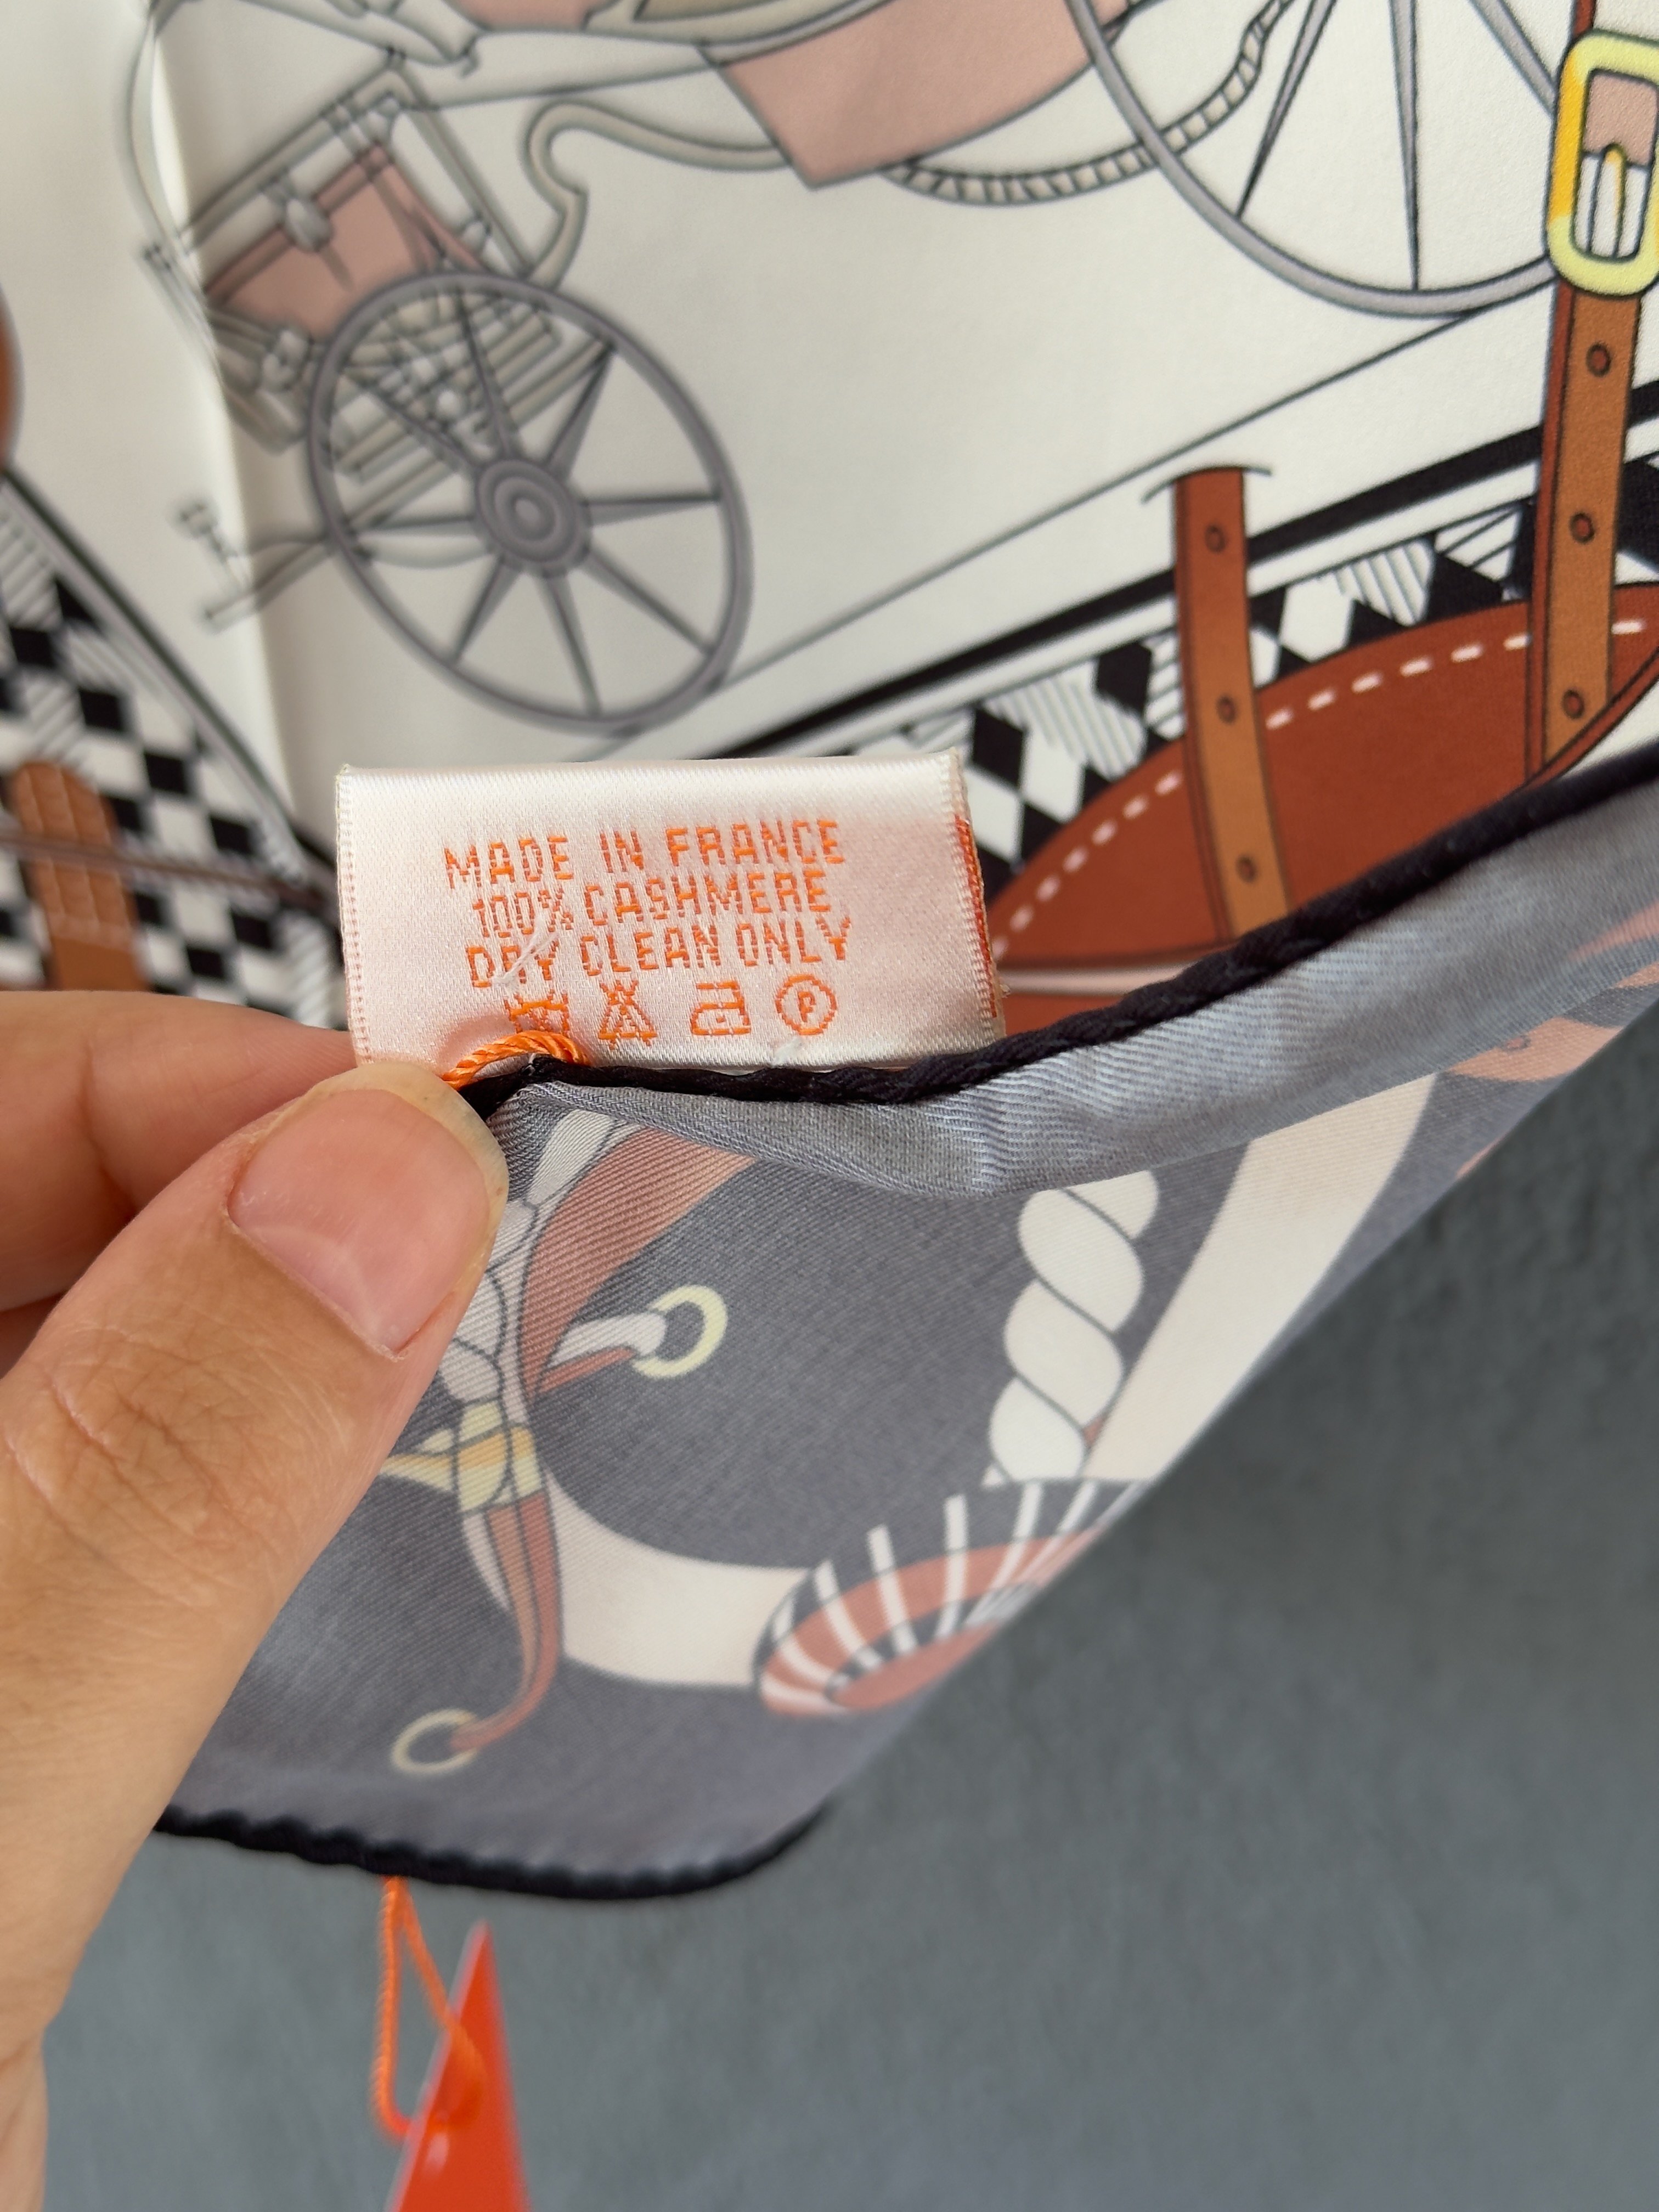 MADE IN FRANCE
100% CASHMERE
DRY CLEAN ONLY
P